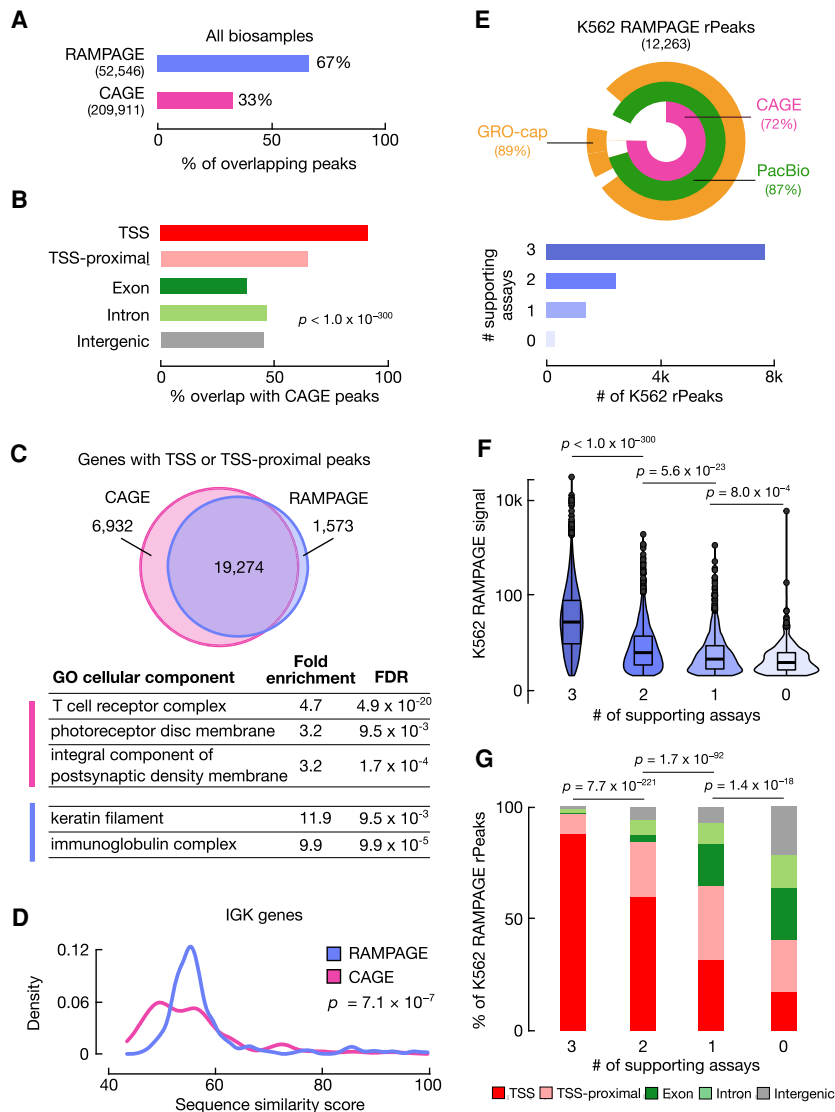 A
All biosamples
RAMPAGE
(52,546)
67%
CAGE
(209,911)
33%
0 50 100
% of overlapping peaks
B
TSS
TSS-proximal
Exon
Intron
Intergenic
p < 1.0 x 10⁻³⁰⁰
0 50 100
% overlap with CAGE peaks
C
Genes with TSS or TSS-proximal peaks
CAGE
6,932
RAMPAGE
1,573
19,274
GO cellular component Fold enrichment FDR
T cell receptor complex 4.7 4.9 x 10⁻²⁰
photoreceptor disc membrane 3.2 9.5 x 10⁻³
integral component of
postsynaptic density membrane 3.2 1.7 x 10⁻⁴
keratin filament 11.9 9.5 x 10⁻³
immunoglobulin complex 9.9 9.9 x 10⁻⁵
D
IGK genes
RAMPAGE
CAGE
p = 7.1 × 10⁻⁷
Density
0.12
0.06
0
40 60 80 100
Sequence similarity score
E
K562 RAMPAGE rPeaks
(12,263)
GRO-cap
(89%)
CAGE
(72%)
PacBio
(87%)
# supporting
assays
3
2
1
0
0 4k 8k
# of K562 rPeaks
F
p < 1.0 x 10⁻³⁰⁰
p = 5.6 x 10⁻²³
p = 8.0 x 10⁻⁴
K562 RAMPAGE signal
10k
100
0
3 2 1 0
# of supporting assays
G
p = 1.7 x 10⁻⁹²
p = 7.7 x 10⁻²²¹
p = 1.4 x 10⁻¹⁸
% of K562 RAMPAGE rPeaks
100
50
0
3 2 1 0
# of supporting assays
TSS TSS-proximal Exon Intron Intergenic